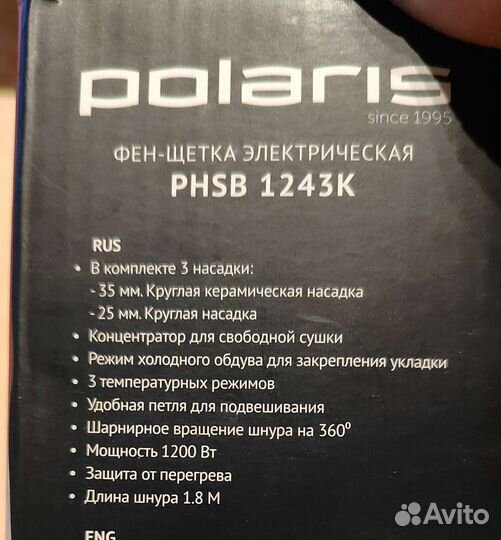 polaris
since 1995
ФЕН-ЩЕТКА ЭЛЕКТРИЧЕСКАЯ
PHSB 1243K
RUS
• В комплекте 3 насадки:
- 35 мм. Круглая керамическая насадка
- 25 мм. Круглая насадка
• Концентратор для свободной сушки
• Режим холодного обдува для закрепления укладки
• 3 температурных режимов
• Удобная петля для подвешивания
• Шарнирное вращение шнура на 360⁰
• Мощность 1200 Вт
• Защита от перегрева
• Длина шнура 1.8 М
ENG
Avito